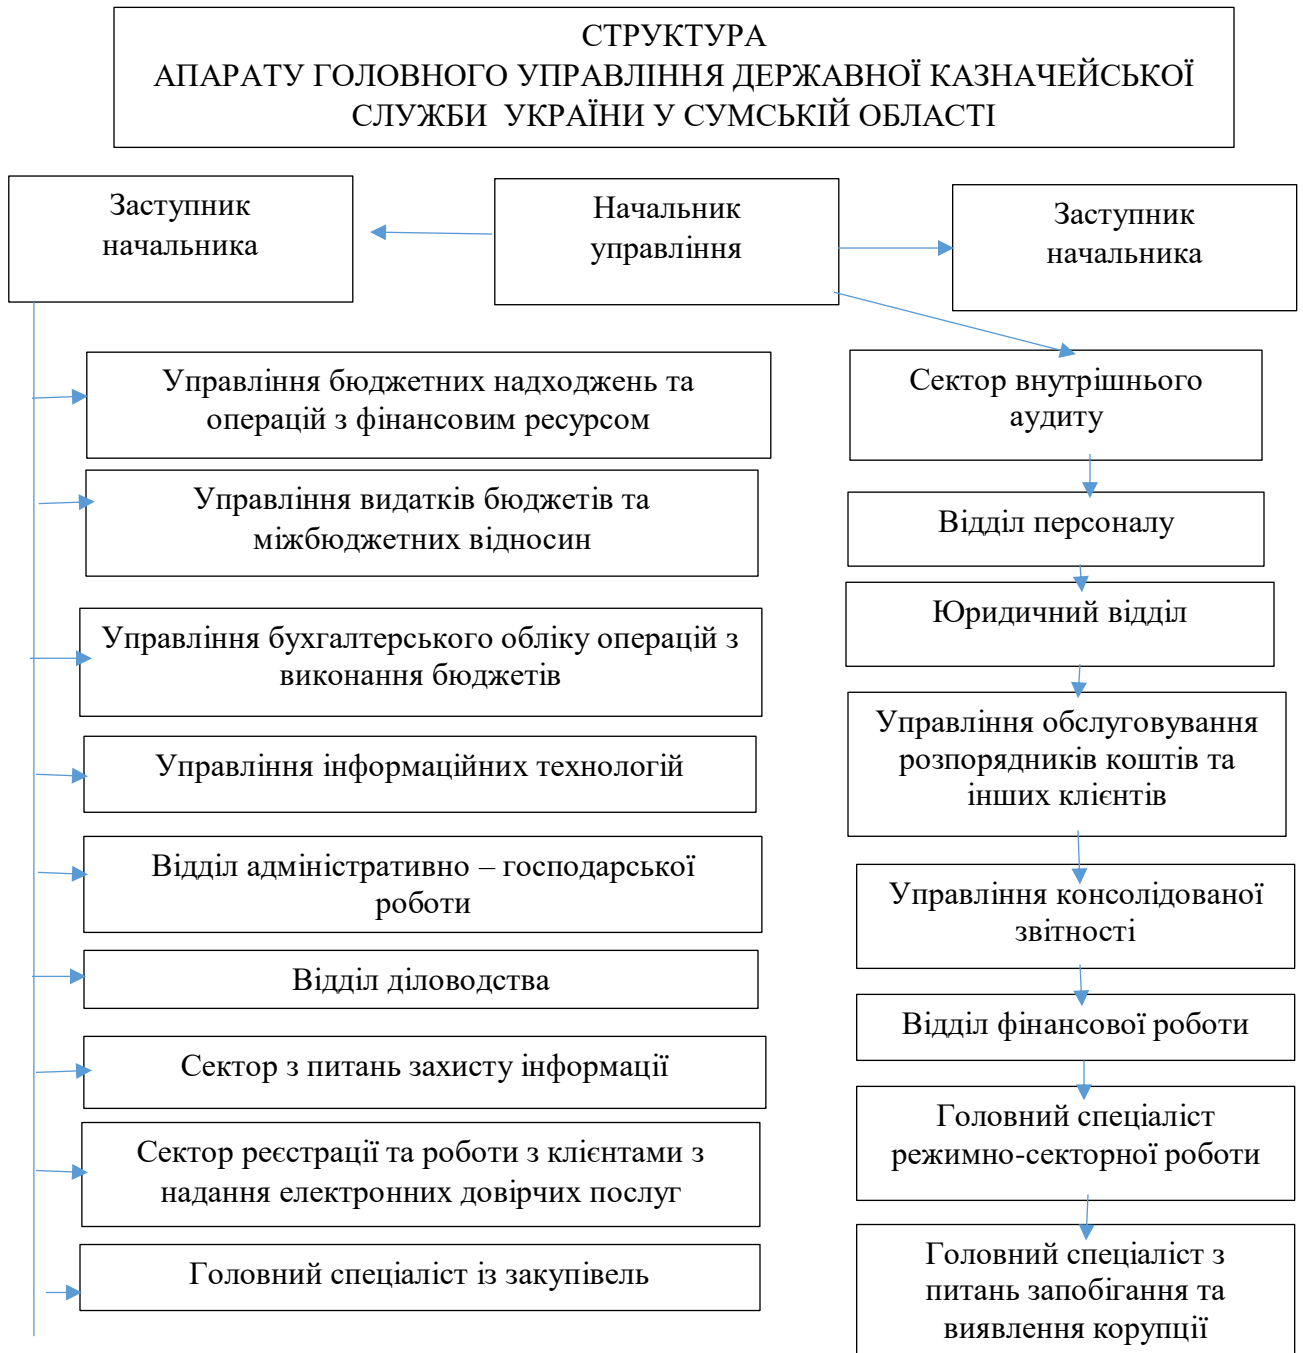 СТРУКТУРА
АПАРАТУ ГОЛОВНОГО УПРАВЛІННЯ ДЕРЖАВНОЇ КАЗНАЧЕЙСЬКОЇ
СЛУЖБИ УКРАЇНИ У СУМСЬКІЙ ОБЛАСТІ
Заступник
начальника
Начальник
управління
Заступник
начальника
Управління бюджетних надходжень та
операцій з фінансовим ресурсом
Управління видатків бюджетів та
міжбюджетних відносин
Управління бухгалтерського обліку операцій з
виконання бюджетів
Управління інформаційних технологій
Відділ адміністративно – господарської
роботи
Відділ діловодства
Сектор з питань захисту інформації
Сектор реєстрації та роботи з клієнтами з
надання електронних довірчих послуг
Головний спеціаліст із закупівель
Сектор внутрішнього
аудиту
Відділ персоналу
Юридичний відділ
Управління обслуговування
розпорядників коштів та
інших клієнтів
Управління консолідованої
звітності
Відділ фінансової роботи
Головний спеціаліст
режимно-секторної роботи
Головний спеціаліст з
питань запобігання та
виявлення корупції